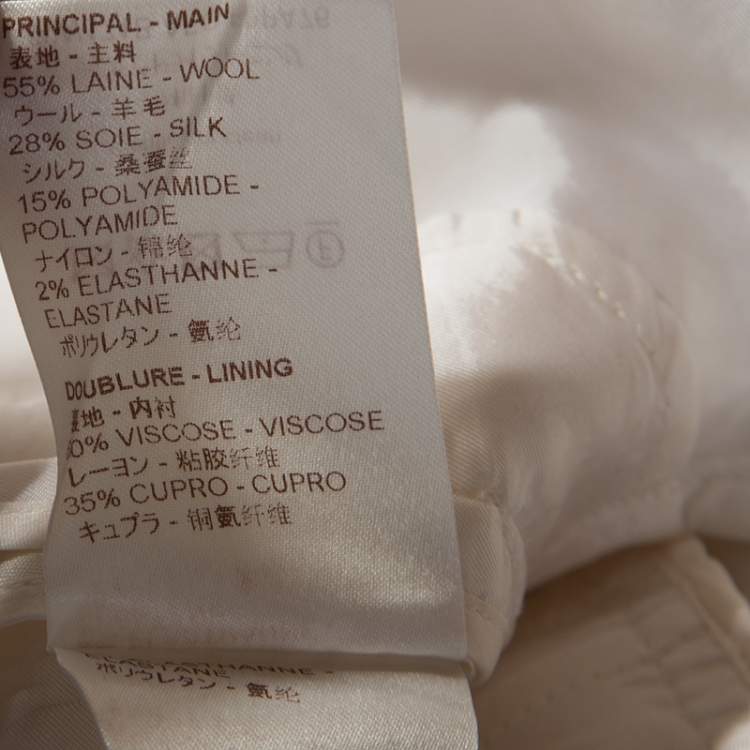 PRINCIPAL - MAIN
表地 - 主料
55% LAINE - WOOL
ウール - 羊毛
28% SOIE - SILK
シルク - 桑蚕丝
15% POLYAMIDE -
POLYAMIDE
ナイロン - 锦纶
2% ELASTHANNE -
ELASTANE
ポリウレタン - 氨纶
DOUBLURE - LINING
地 - 内衬
0% VISCOSE - VISCOSE
レーヨン - 粘胶纤维
35% CUPRO - CUPRO
キュプラ - 铜氨纤维
ELASTHANNE -
ELASTANE
ポリウレタン - 氨纶